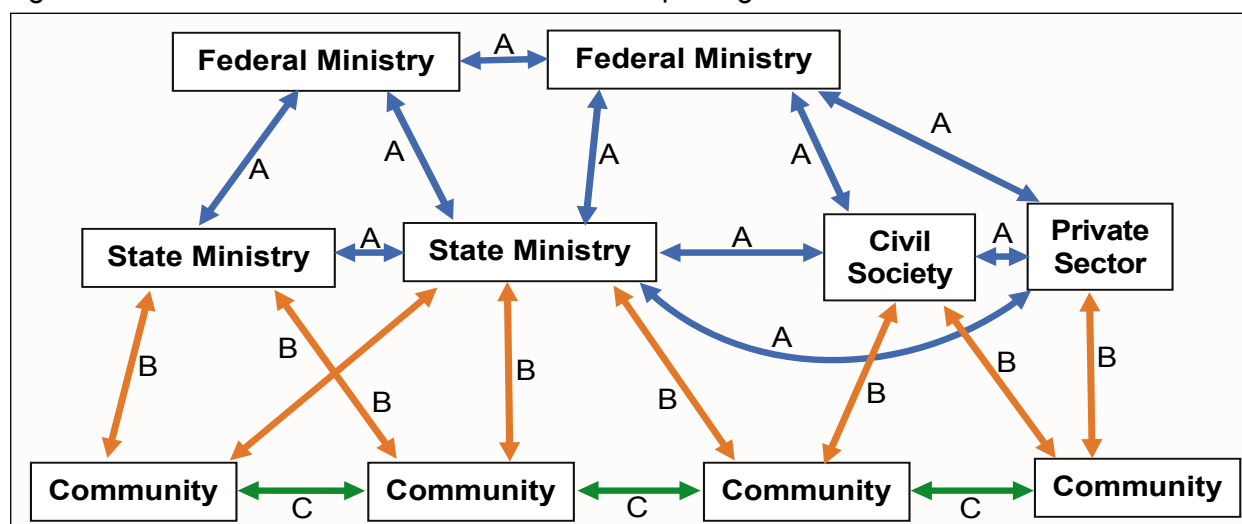 A
Federal Ministry
Federal Ministry
A
A
A
A
A
State Ministry
A
State Ministry
A
Civil
Society
A
Private
Sector
A
B
B
B
B
B
B
B
B
Community
C
Community
C
Community
C
Community